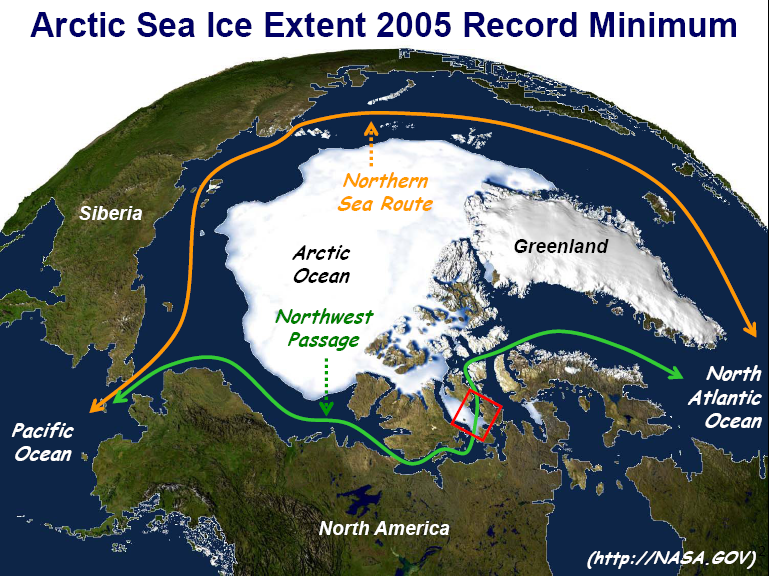 Arctic Sea Ice Extent 2005 Record Minimum
Northern
Sea Route
Siberia
Greenland
Arctic
Ocean
Northwest
Passage
North
Atlantic
Ocean
Pacific
Ocean
North America
(http://NASA.GOV)